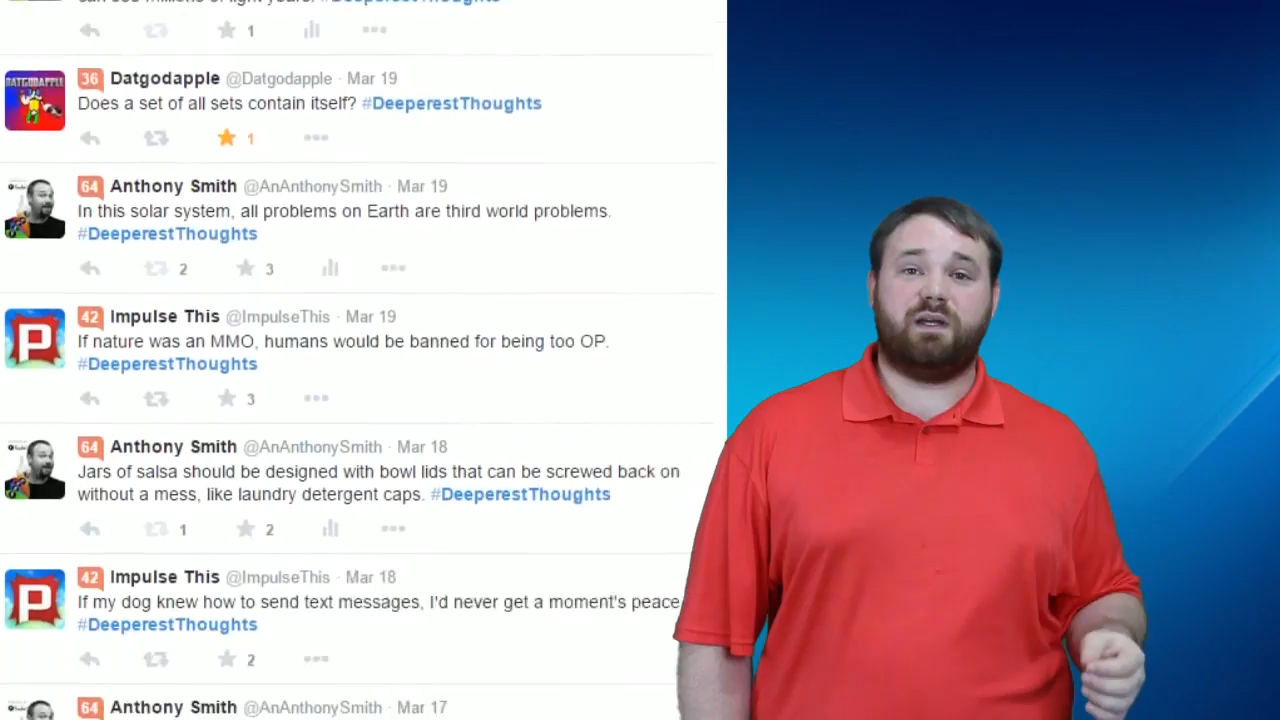 #DeeperestThoughts
1
36 Datgodapple @Datgodapple · Mar 19
DATGODAPPLE
Does a set of all sets contain itself? #DeeperestThoughts
1
64 Anthony Smith @AnAnthonySmith · Mar 19
In this solar system, all problems on Earth are third world problems.
#DeeperestThoughts
2 3
42 Impulse This @ImpulseThis · Mar 19
P
If nature was an MMO, humans would be banned for being too OP.
#DeeperestThoughts
3
64 Anthony Smith @AnAnthonySmith · Mar 18
Jars of salsa should be designed with bowl lids that can be screwed back on
without a mess, like laundry detergent caps. #DeeperestThoughts
1 2
42 Impulse This @ImpulseThis · Mar 18
P
If my dog knew how to send text messages, I'd never get a moment's peace
#DeeperestThoughts
2
64 Anthony Smith @AnAnthonySmith · Mar 17